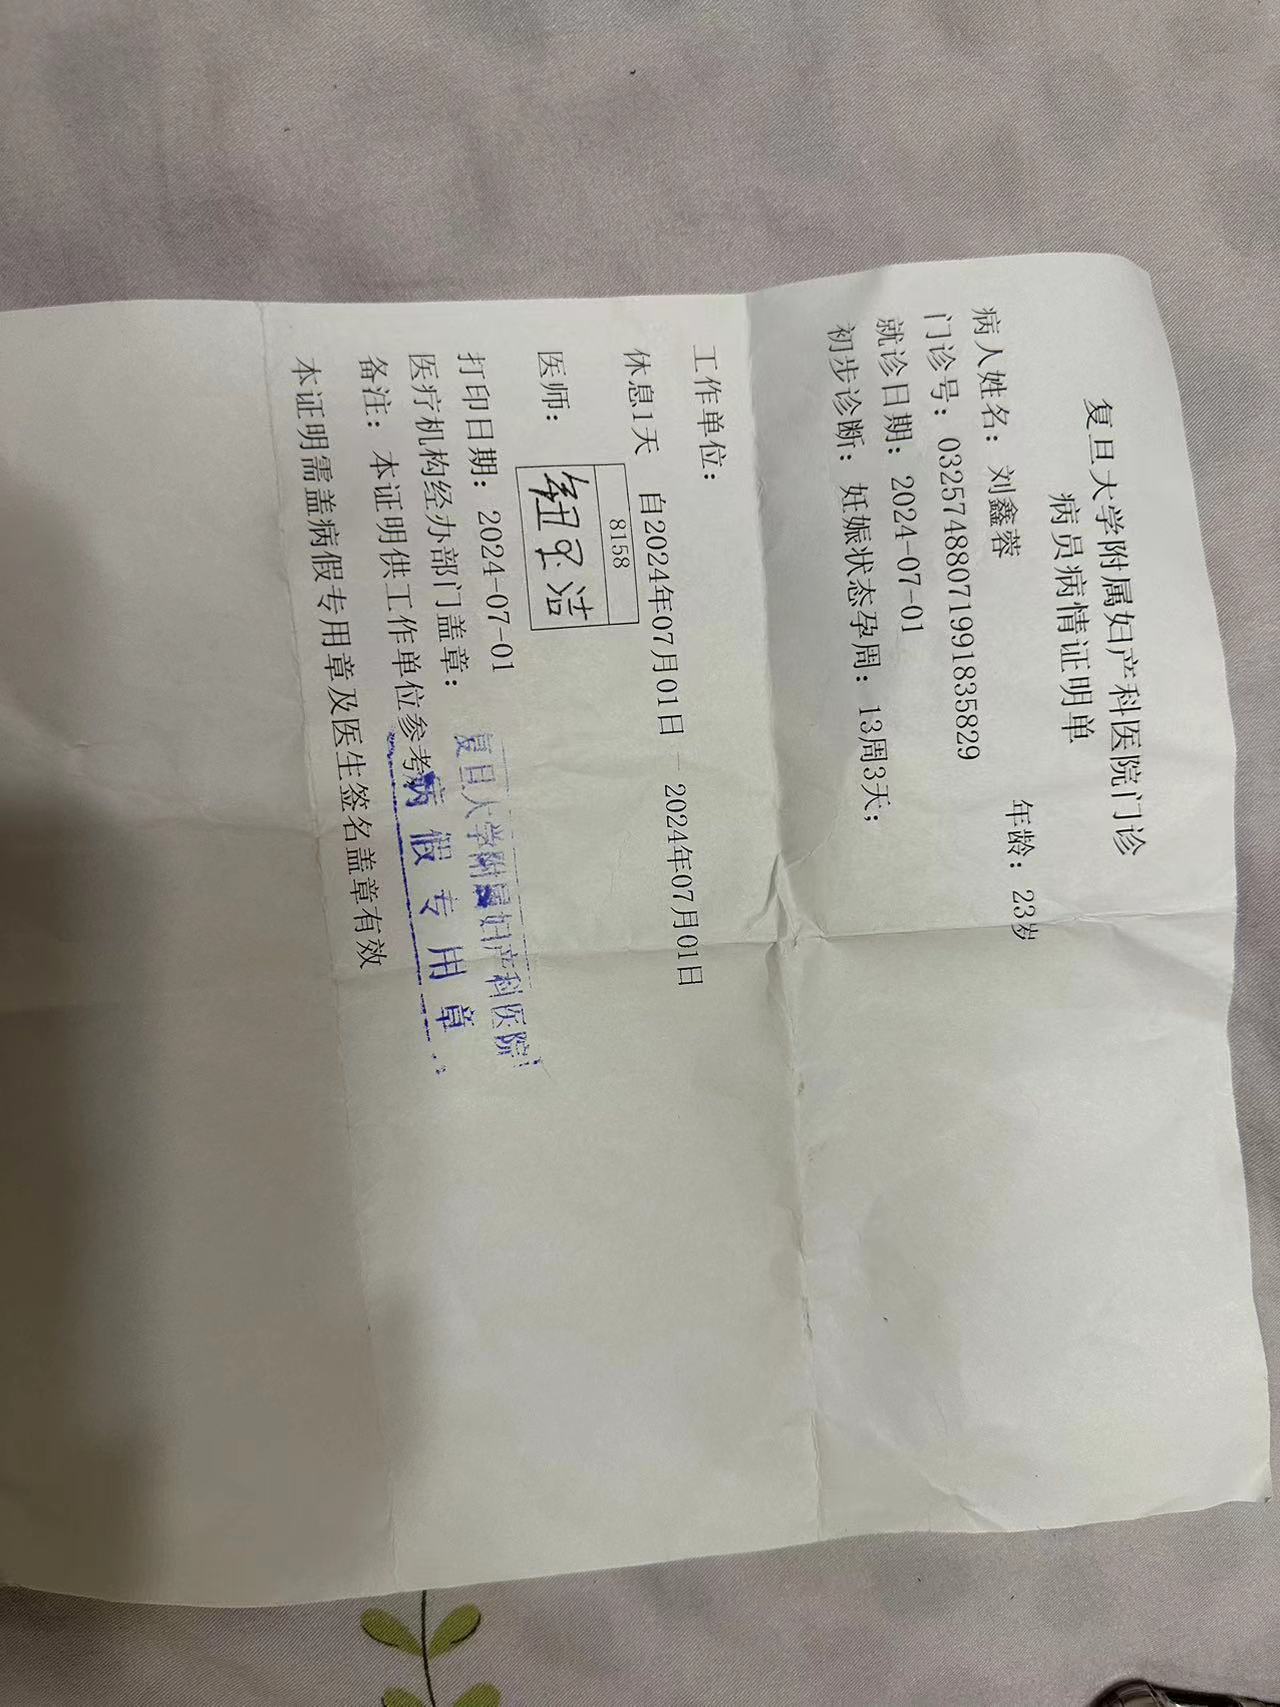 复旦大学附属妇产科医院门诊
病员病情证明单
病人姓名：刘鑫蓉 年龄：23岁
门诊号：03257488071991835829
就诊日期：2024-07-01
初步诊断：妊娠状态孕周：13周3天；
工作单位：
休息1天 自2024年07月01日 — 2024年07月01日
医师：
8158
钮子洁
打印日期：2024-07-01
医疗机构经办部门盖章：
复旦大学附属妇产科医院
备注：本证明供工作单位参考
病假专用章
本证明需盖病假专用章及医生签名盖章有效